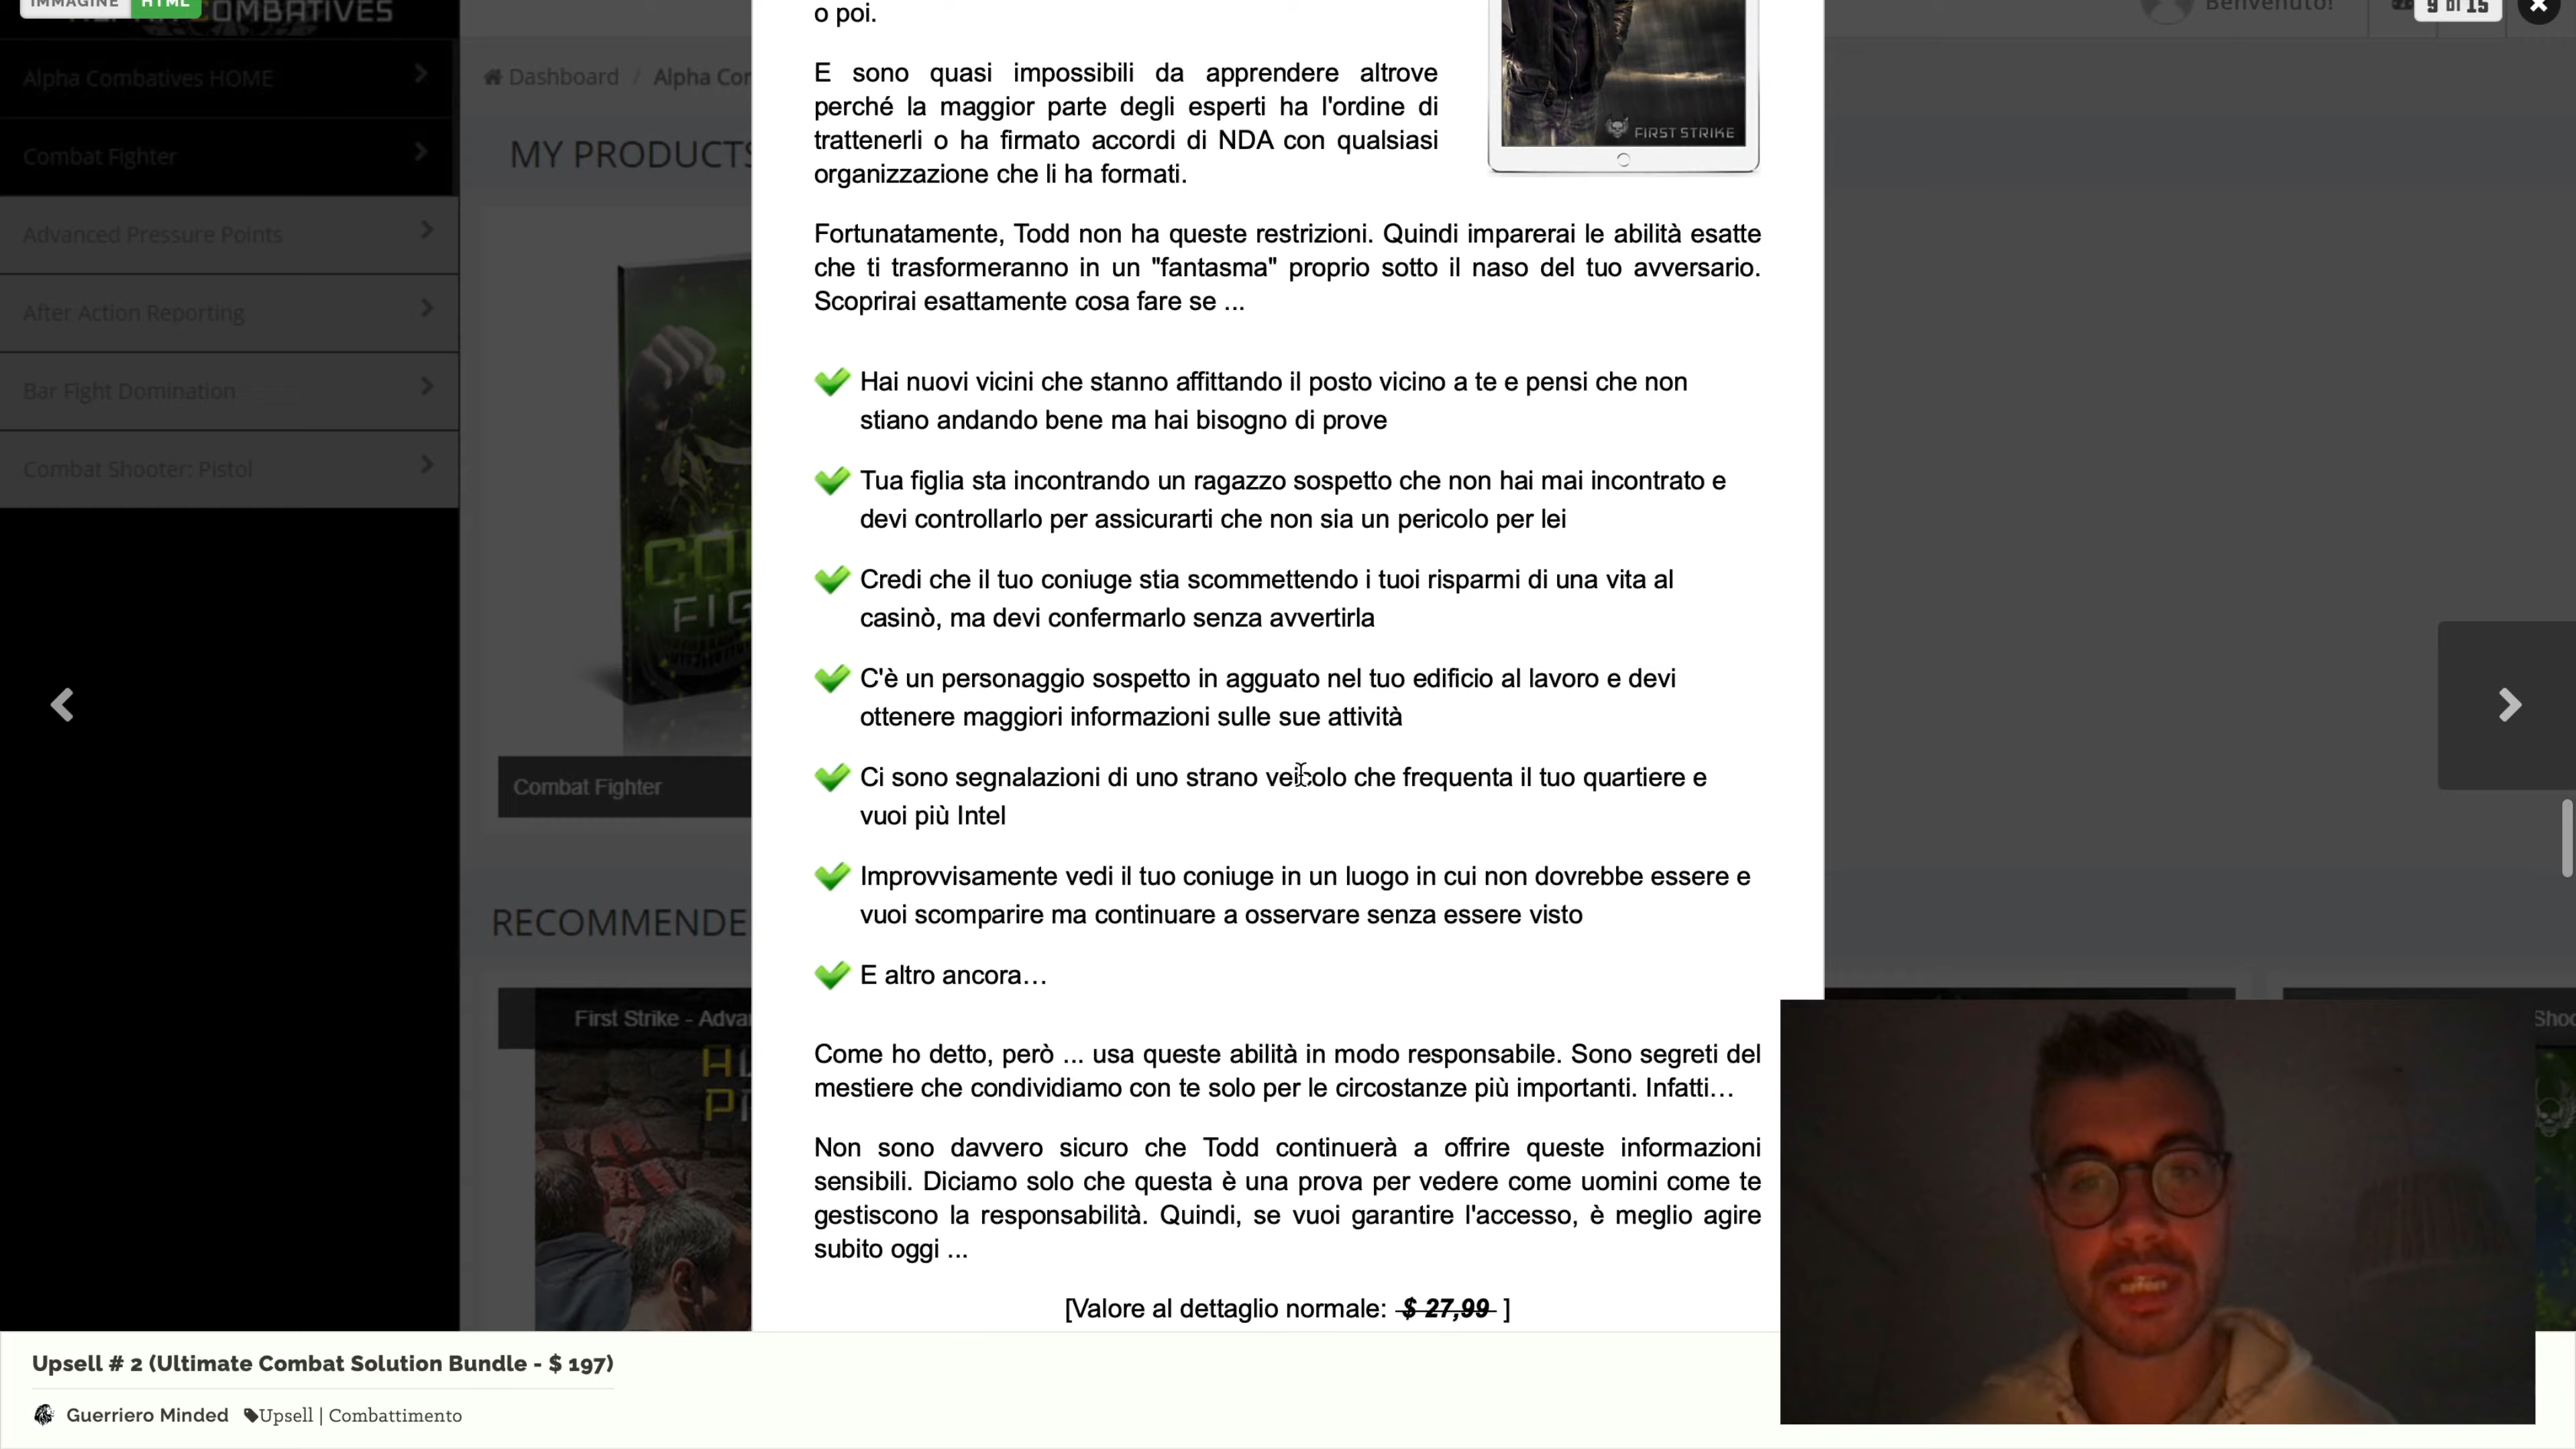 IMMAGINE HTML
COMBATIVES
Benvenuto!
9 of 15
Alpha Combatives HOME
Combat Fighter
Advanced Pressure Points
After Action Reporting
Bar Fight Domination
Combat Shooter: Pistol
Dashboard / Alpha Com
MY PRODUCTS
FIG
Combat Fighter
RECOMMENDE
First Strike - Adva
Shoo
o poi.
E sono quasi impossibili da apprendere altrove
perché la maggior parte degli esperti ha l'ordine di
trattenerli o ha firmato accordi di NDA con qualsiasi
organizzazione che li ha formati.
FIRST STRIKE
Fortunatamente, Todd non ha queste restrizioni. Quindi imparerai le abilità esatte
che ti trasformeranno in un "fantasma" proprio sotto il naso del tuo avversario.
Scoprirai esattamente cosa fare se ...
Hai nuovi vicini che stanno affittando il posto vicino a te e pensi che non
stiano andando bene ma hai bisogno di prove
Tua figlia sta incontrando un ragazzo sospetto che non hai mai incontrato e
devi controllarlo per assicurarti che non sia un pericolo per lei
Credi che il tuo coniuge stia scommettendo i tuoi risparmi di una vita al
casinò, ma devi confermarlo senza avvertirla
C'è un personaggio sospetto in agguato nel tuo edificio al lavoro e devi
ottenere maggiori informazioni sulle sue attività
Ci sono segnalazioni di uno strano veicolo che frequenta il tuo quartiere e
vuoi più Intel
Improvvisamente vedi il tuo coniuge in un luogo in cui non dovrebbe essere e
vuoi scomparire ma continuare a osservare senza essere visto
E altro ancora…
Come ho detto, però ... usa queste abilità in modo responsabile. Sono segreti del
mestiere che condividiamo con te solo per le circostanze più importanti. Infatti…
Non sono davvero sicuro che Todd continuerà a offrire queste informazioni
sensibili. Diciamo solo che questa è una prova per vedere come uomini come te
gestiscono la responsabilità. Quindi, se vuoi garantire l'accesso, è meglio agire
subito oggi ...
[Valore al dettaglio normale: $ 27,99 ]
Upsell # 2 (Ultimate Combat Solution Bundle - $ 197)
Guerriero Minded Upsell | Combattimento